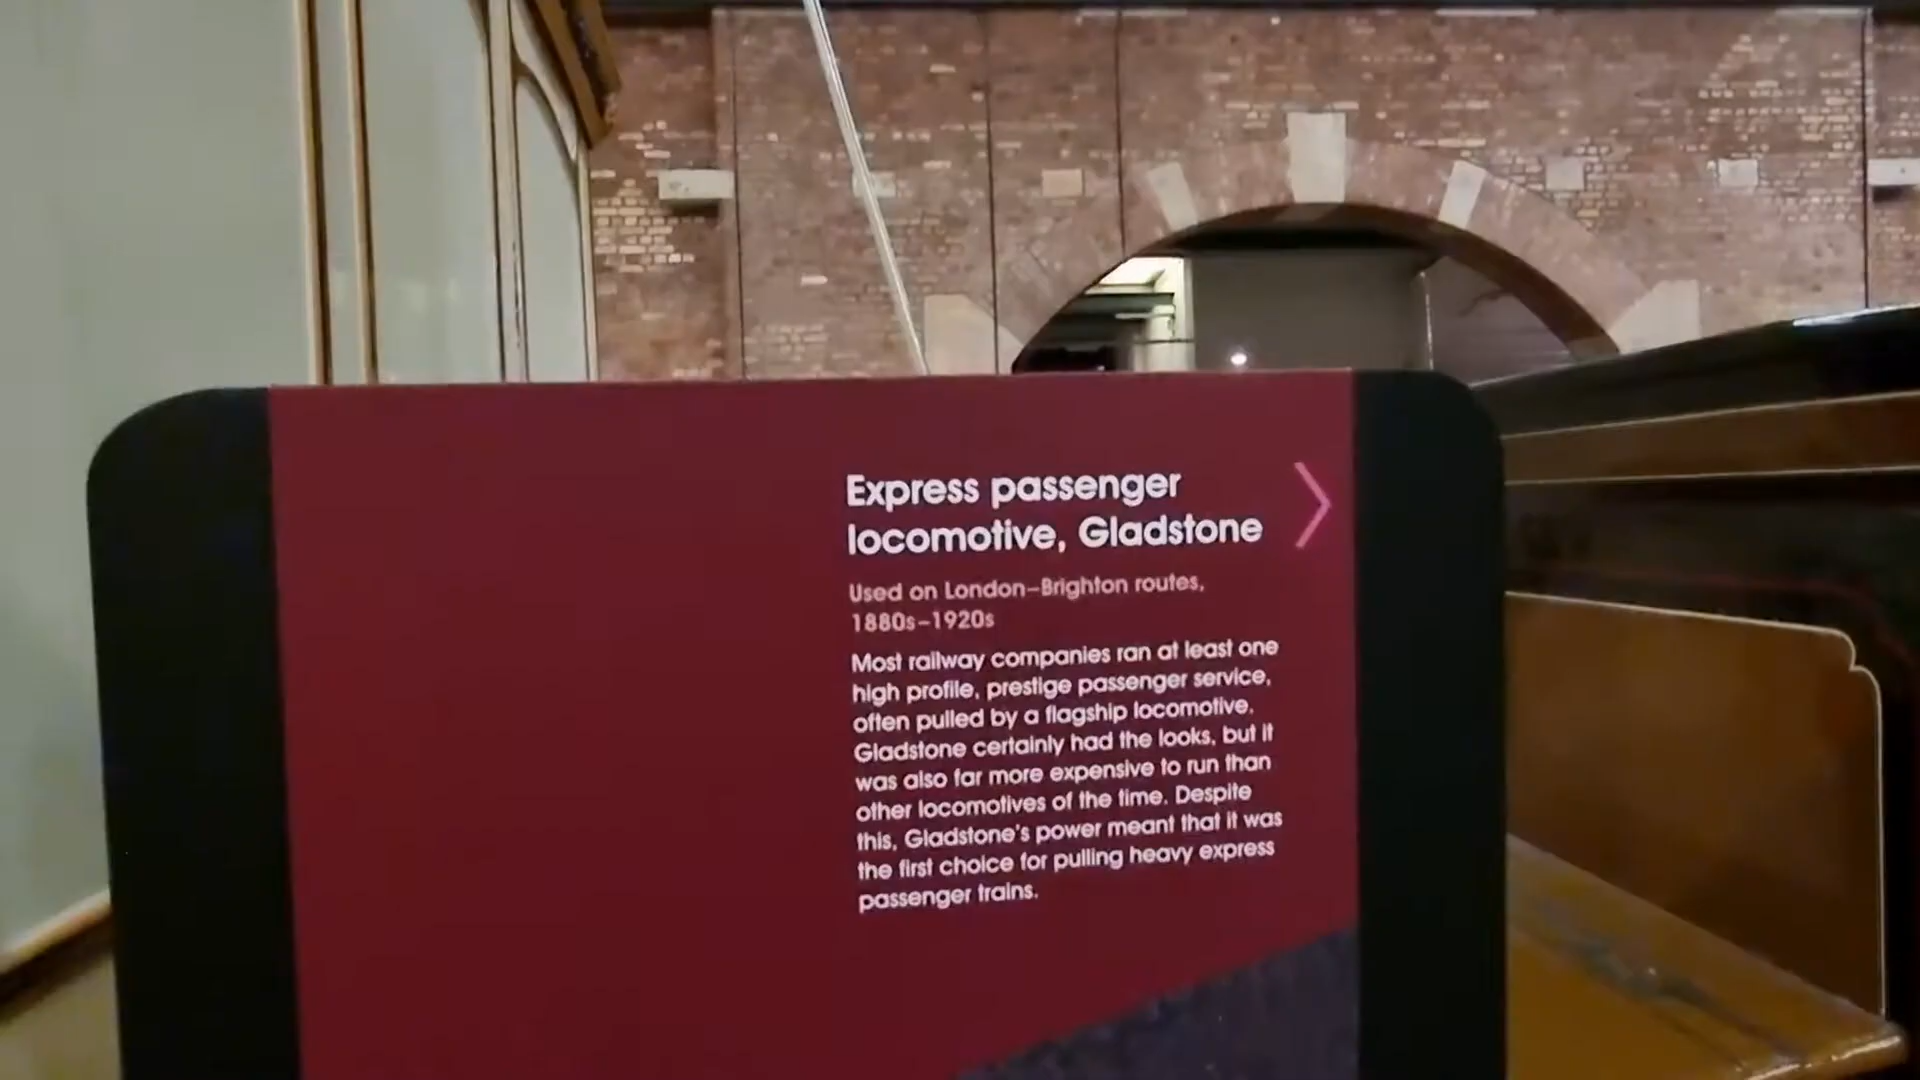 Express passenger
locomotive, Gladstone
Used on London–Brighton routes,
1880s–1920s
Most railway companies ran at least one
high profile, prestige passenger service,
often pulled by a flagship locomotive.
Gladstone certainly had the looks, but it
was also far more expensive to run than
other locomotives of the time. Despite
this, Gladstone's power meant that it was
the first choice for pulling heavy express
passenger trains.